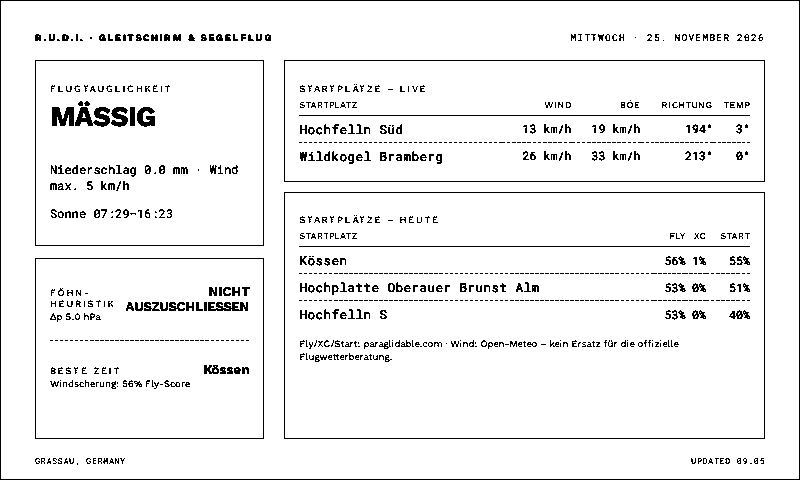 R.U.D.I. · GLEITSCHIRM & SEGELFLUG
MITTWOCH · 25. NOVEMBER 2026
FLUGTAUGLICHKEIT
MÄSSIG
Niederschlag 0.0 mm · Wind
max. 5 km/h
Sonne 07:29–16:23
FÖHN-
HEURISTIK
Δp 5.0 hPa
NICHT
AUSZUSCHLIESSEN
BESTE ZEIT
Kössen
Windscherung: 56% Fly-Score
STARTPLÄTZE – LIVE
STARTPLATZ WIND BÖE RICHTUNG TEMP
Hochfelln Süd 13 km/h 19 km/h 194° 3°
Wildkogel Bramberg 26 km/h 33 km/h 213° 0°
STARTPLÄTZE – HEUTE
STARTPLATZ FLY XC START
Kössen 56% 1% 55%
Hochplatte Oberauer Brunst Alm 53% 0% 51%
Hochfelln S 53% 0% 40%
Fly/XC/Start: paraglidable.com · Wind: Open-Meteo – kein Ersatz für die offizielle
Flugwetterberatung.
GRASSAU, GERMANY
UPDATED 09.05